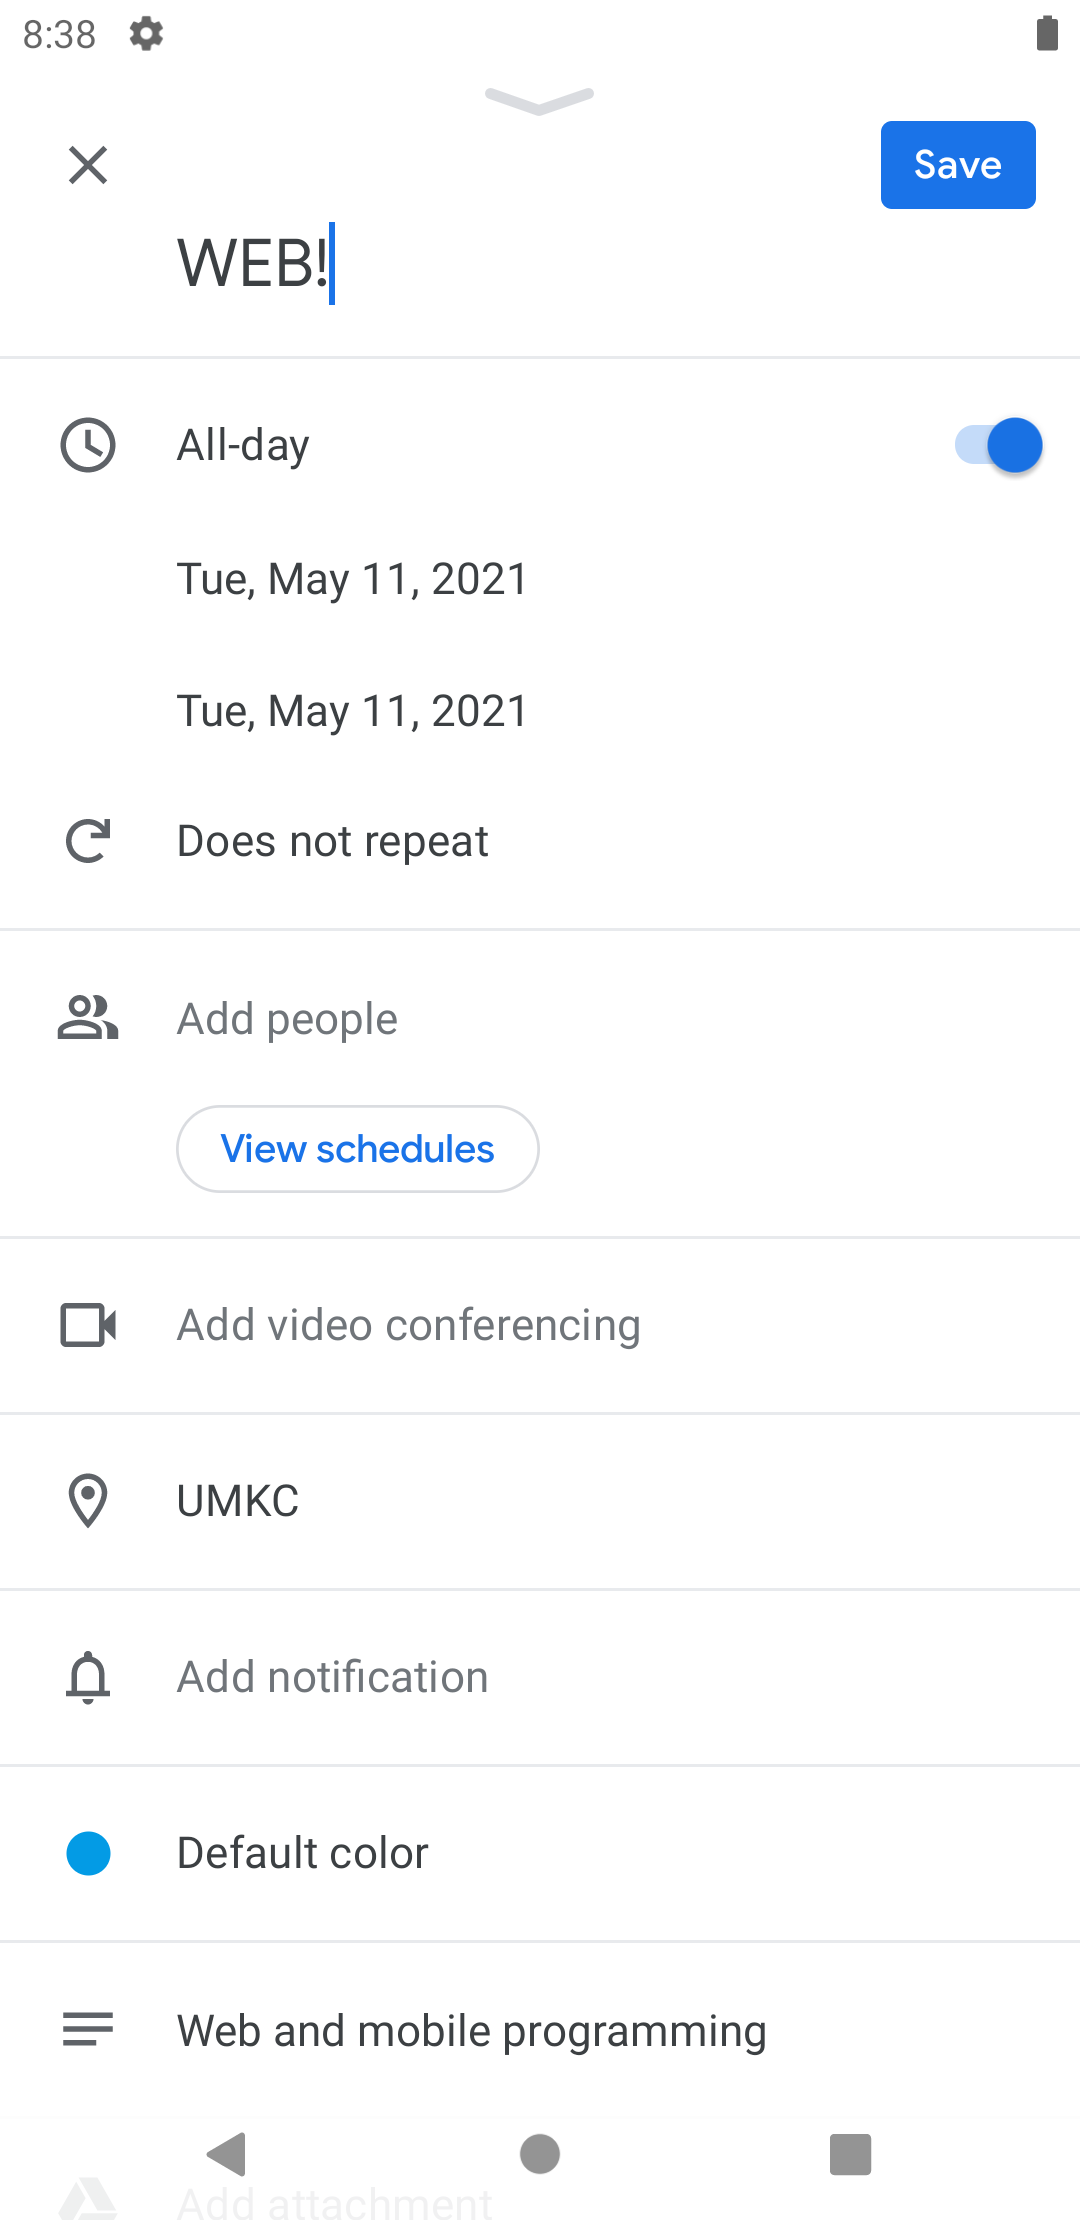 8:38
Save
WEB!
All-day
Tue, May 11, 2021
Tue, May 11, 2021
Does not repeat
Add people
View schedules
Add video conferencing
UMKC
Add notification
Default color
Web and mobile programming
Add attachment